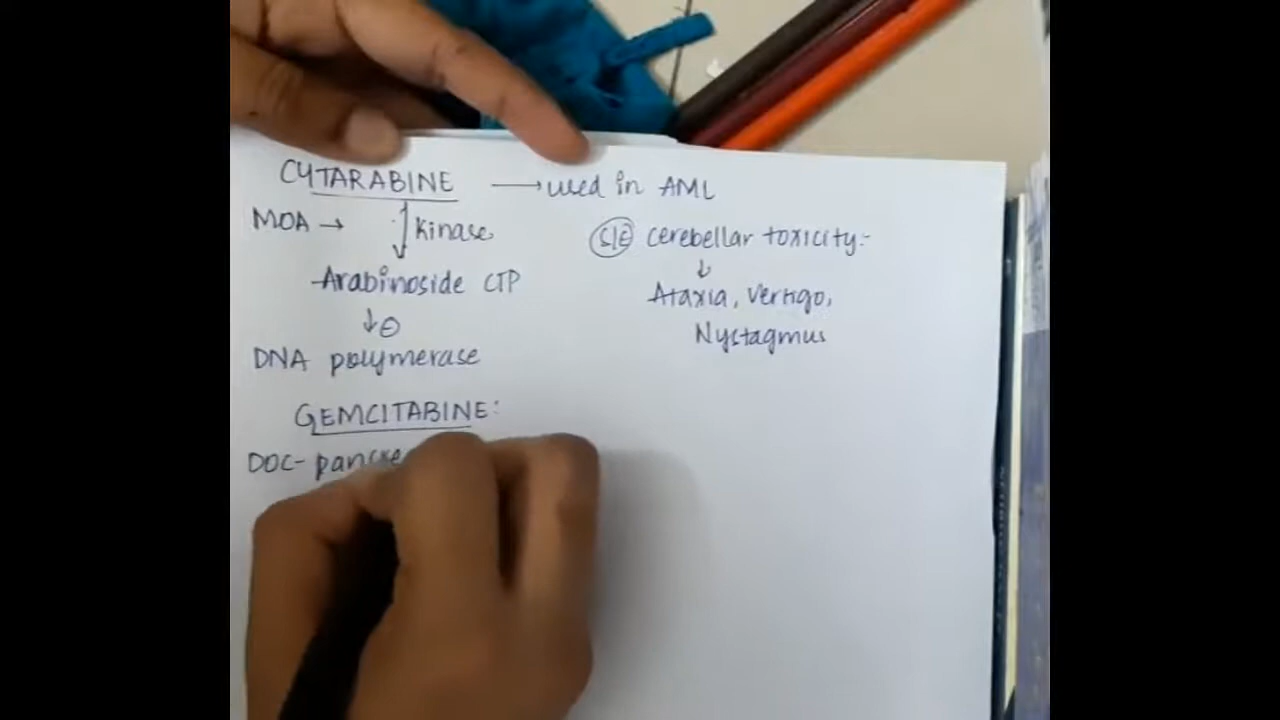 CYTARABINE → used in AML
MOA → ↓ Kinase
S/E cerebellar toxicity:-
Arabinoside CTP
↓
Ataxia, Vertigo,
↓⊖
Nystagmus
DNA polymerase
GEMCITABINE:
DOC-